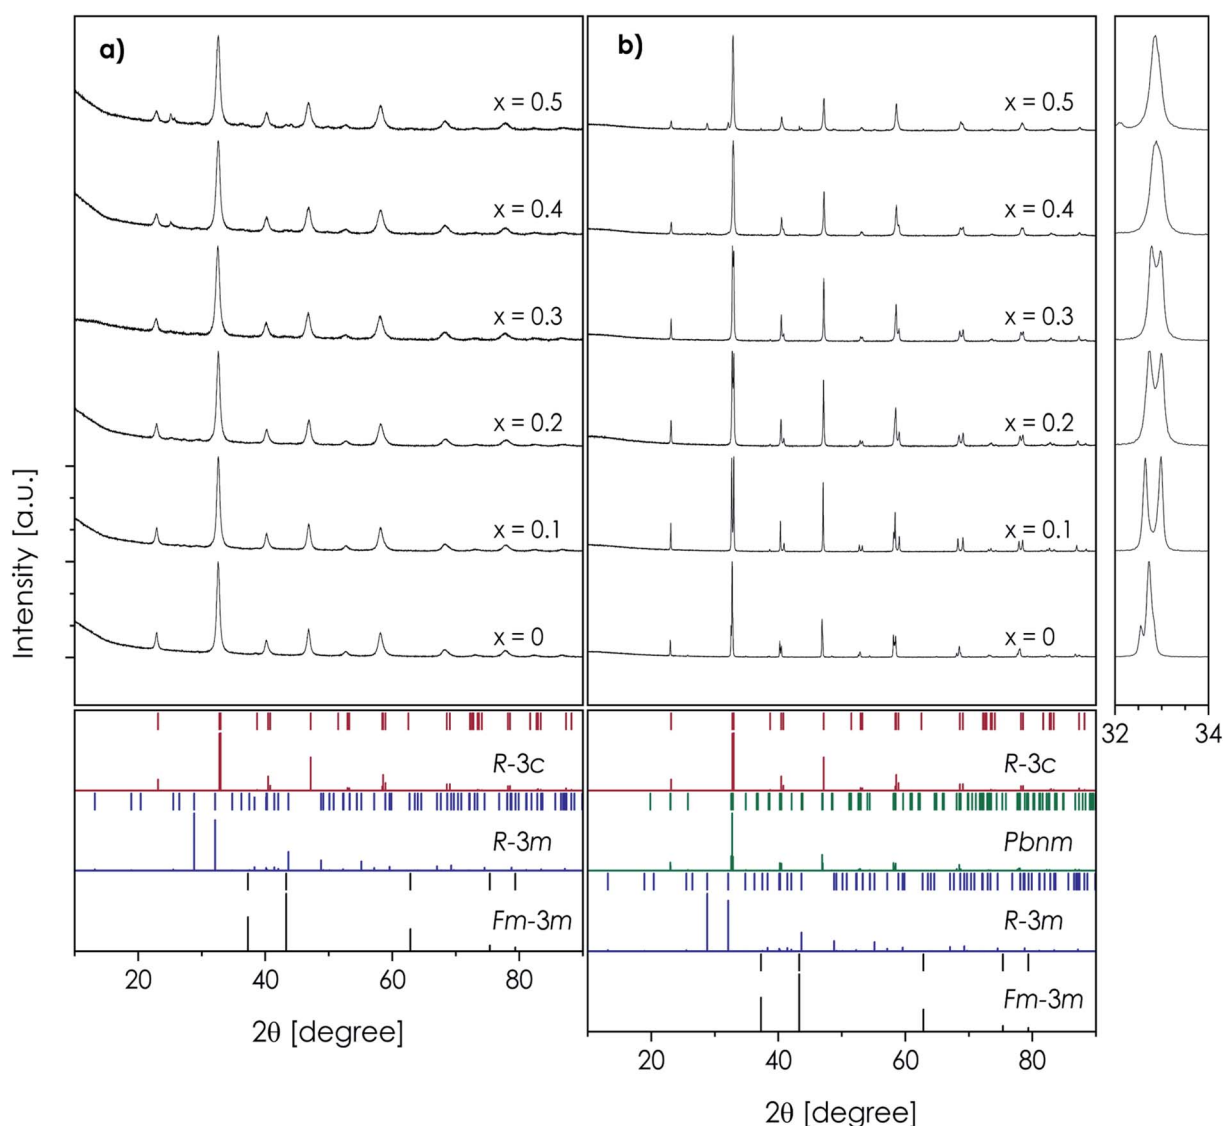 a)
x = 0.5
x = 0.4
x = 0.3
x = 0.2
x = 0.1
x = 0
Intensity [a.u.]
R-3c
R-3m
Fm-3m
20 40 60 80
2θ [degree]
b)
x = 0.5
x = 0.4
x = 0.3
x = 0.2
x = 0.1
x = 0
R-3c
Pbnm
R-3m
Fm-3m
20 40 60 80
2θ [degree]
32 34